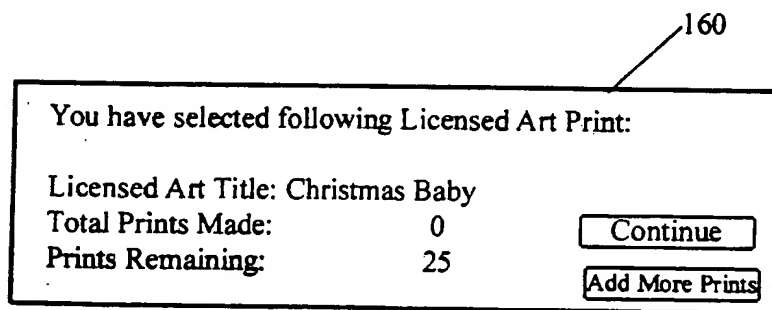 160
You have selected following Licensed Art Print:
Licensed Art Title: Christmas Baby
Total Prints Made: 0
Continue
Prints Remaining: 25
Add More Prints